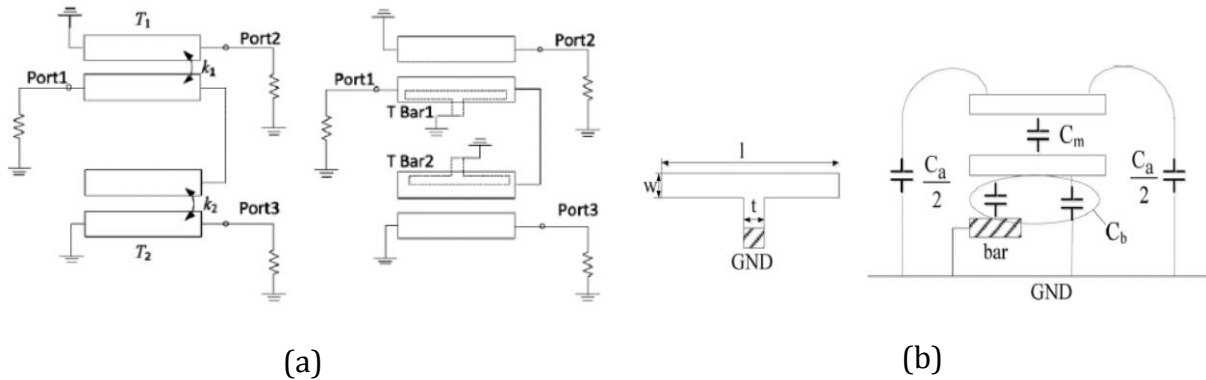 T₁
Port2
k₁
Port1
k₂
Port3
T₂
Port2
Port1
T Bar1
T Bar2
Port3
(a)
l
w
t
GND
Cₘ
Cₐ
2
Cₐ
2
C_b
bar
GND
(b)